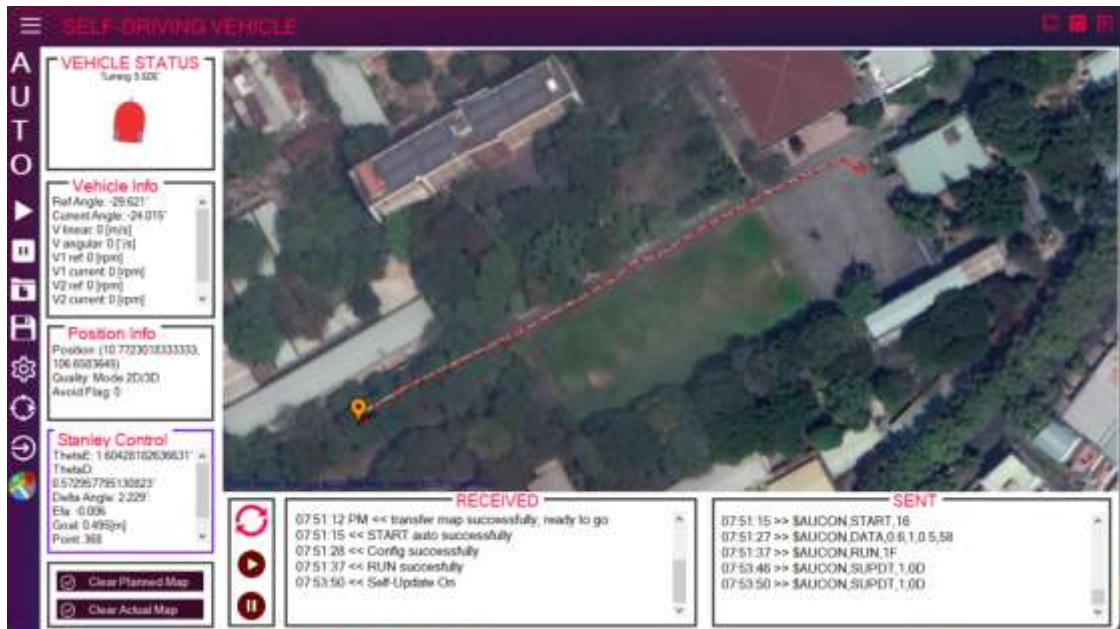 SELF-DRIVING VEHICLE
AUTO
VEHICLE STATUS
Turning 5.606°
Vehicle Info
Ref Angle: -29.621°
Current Angle: -24.015°
V linear: 0 [m/s]
V angular: 0 [°/s]
V1 ref: 0 [rpm]
V1 current: 0 [rpm]
V2 ref: 0 [rpm]
V2 current: 0 [rpm]
Position Info
Position: (10.7723018333333,
106.6583645)
Quality: Mode 2D/3D
Avoid Flag: 0
Stanley Control
ThetaE: 1.60428182636631°
ThetaD:
0.572957795130823°
Delta Angle: 2.229°
Efa: -0.006
Goal: 0.495[m]
Point: 368
Clear Planned Map
Clear Actual Map
RECEIVED
07:51:12 PM << transfer map successfully, ready to go
07:51:15 << START auto successfully
07:51:28 << Config successfully
07:51:37 << RUN succesfully
07:53:50 << Self-Update On
SENT
07:51:15 >> $AUCON,START,16
07:51:27 >> $AUCON,DATA,0.6,1,0.5,58
07:51:37 >> $AUCON,RUN,1F
07:53:46 >> $AUCON,SUPDT,1,0D
07:53:50 >> $AUCON,SUPDT,1,0D